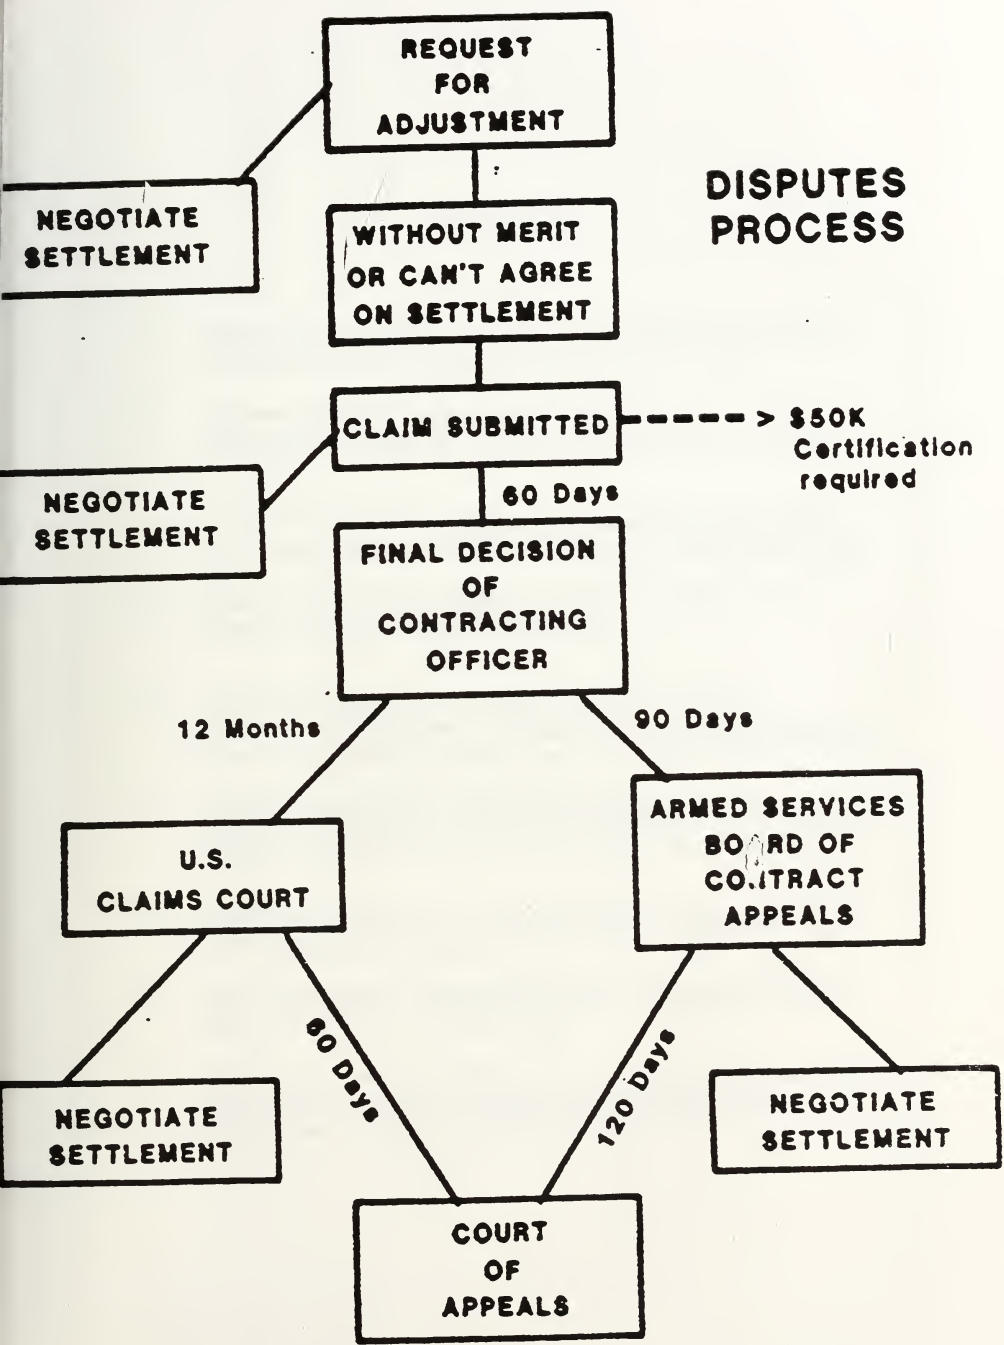 REQUEST
FOR
ADJUSTMENT
DISPUTES
PROCESS
NEGOTIATE
SETTLEMENT
WITHOUT MERIT
OR CAN'T AGREE
ON SETTLEMENT
CLAIM SUBMITTED
> $50K
Certification
required
NEGOTIATE
SETTLEMENT
60 Days
FINAL DECISION
OF
CONTRACTING
OFFICER
12 Months
90 Days
U.S.
CLAIMS COURT
ARMED SERVICES
BOARD OF
CONTRACT
APPEALS
60 Days
120 Days
NEGOTIATE
SETTLEMENT
NEGOTIATE
SETTLEMENT
COURT
OF
APPEALS